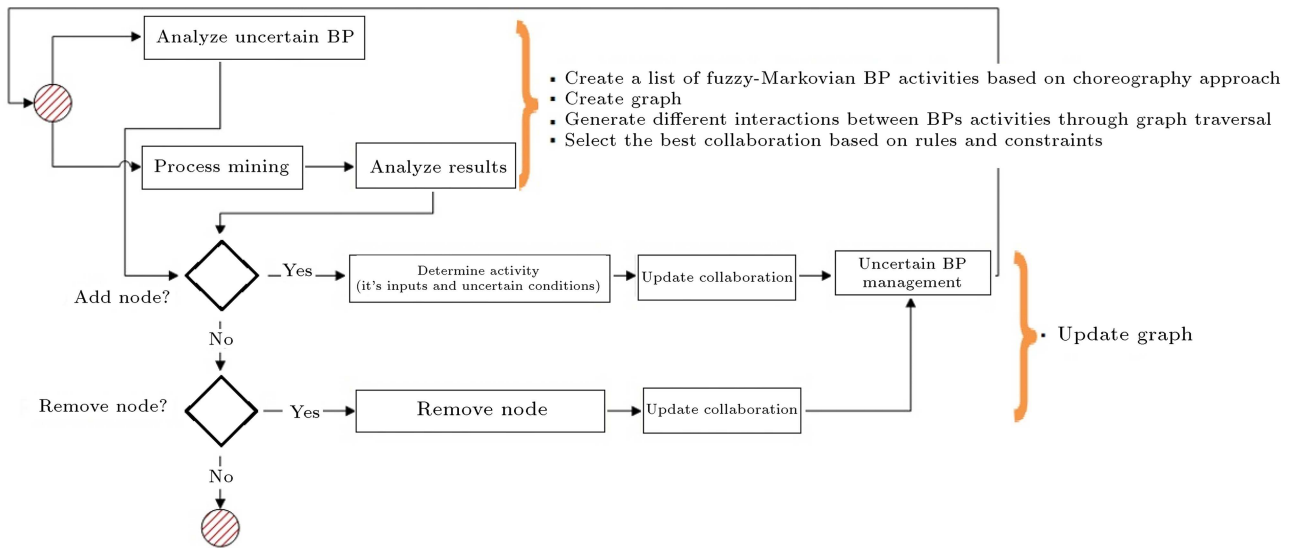 Analyze uncertain BP
▪ Create a list of fuzzy-Markovian BP activities based on choreography approach
▪ Create graph
▪ Generate different interactions between BPs activities through graph traversal
▪ Select the best collaboration based on rules and constraints
Process mining
Analyze results
Add node?
Yes
Determine activity
(it's inputs and uncertain conditions)
Update collaboration
Uncertain BP
management
No
▪ Update graph
Remove node?
Yes
Remove node
Update collaboration
No